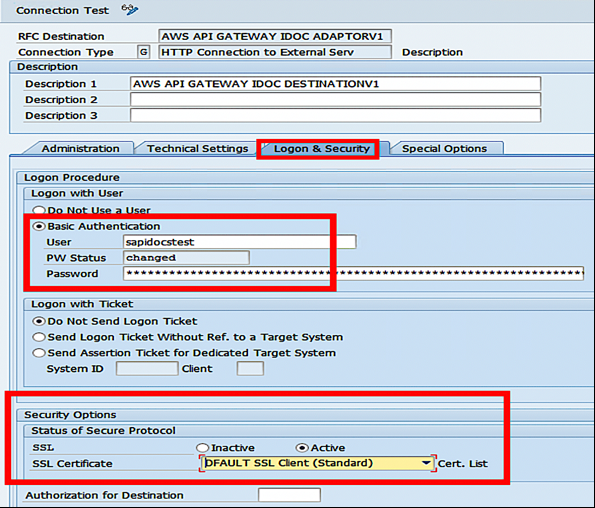 Connection Test
RFC Destination AWS API GATEWAY IDOC ADAPTORV1
Connection Type G HTTP Connection to External Serv Description
Description
Description 1 AWS API GATEWAY IDOC DESTINATIONV1
Description 2
Description 3
Administration Technical Settings Logon & Security Special Options
Logon Procedure
Logon with User
Do Not Use a User
Basic Authentication
User sapidocstest
PW Status changed
Password ****************************************************************
Logon with Ticket
Do Not Send Logon Ticket
Send Logon Ticket Without Ref. to a Target System
Send Assertion Ticket for Dedicated Target System
System ID Client
Security Options
Status of Secure Protocol
SSL Inactive Active
SSL Certificate DFAULT SSL Client (Standard) Cert. List
Authorization for Destination